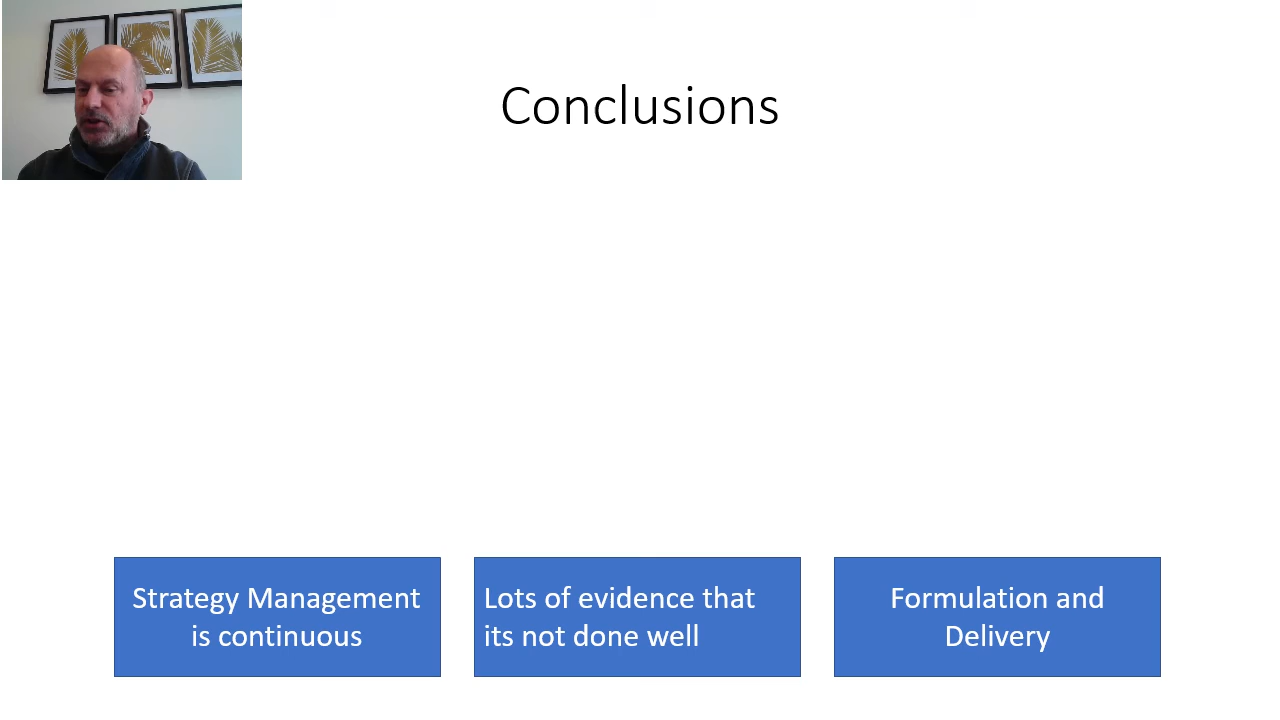 Conclusions
Strategy Management
is continuous
Lots of evidence that
its not done well
Formulation and
Delivery